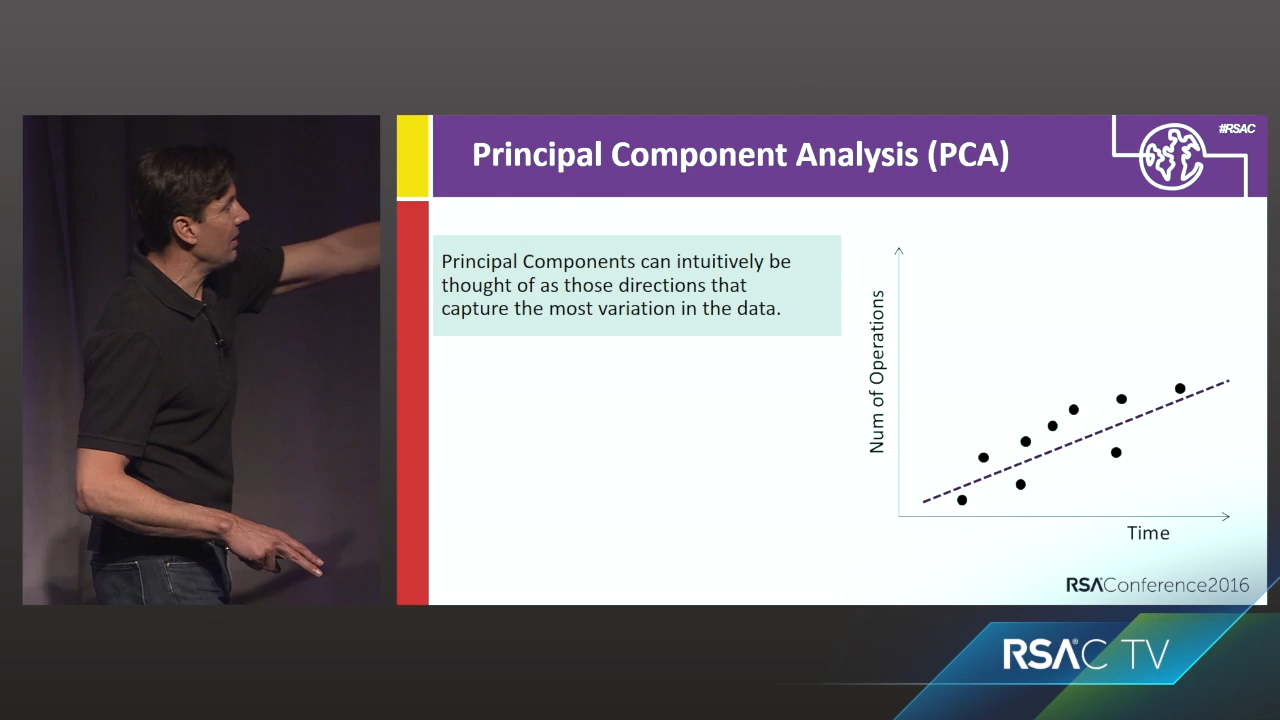 Principal Component Analysis (PCA)
#RSAC
Principal Components can intuitively be
thought of as those directions that
capture the most variation in the data.
Num of Operations
Time
RSAConference2016
RSAC TV